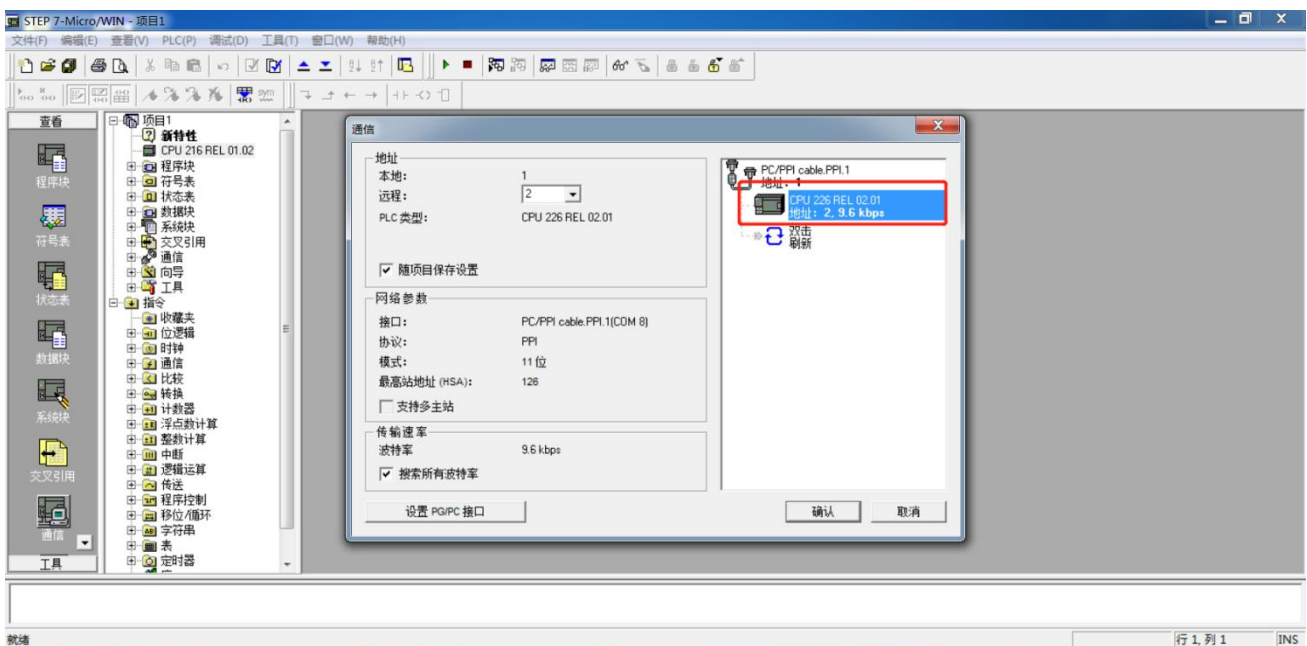 STEP 7-Micro/WIN - 项目1
文件(F) 编辑(E) 查看(V) PLC(P) 调试(D) 工具(T) 窗口(W) 帮助(H)
查看
程序块
符号表
状态表
数据块
系统块
交叉引用
通信
工具
项目1
新特性
CPU 216 REL 01.02
程序块
符号表
状态表
数据块
系统块
交叉引用
通信
向导
工具
指令
收藏夹
位逻辑
时钟
通信
比较
转换
计数器
浮点数计算
整数计算
中断
逻辑运算
传送
程序控制
移位/循环
字符串
表
定时器
通信
地址
本地: 1
远程: 2
PLC 类型: CPU 226 REL 02.01
随项目保存设置
网络参数
接口: PC/PPI cable.PPI.1(COM 8)
协议: PPI
模式: 11 位
最高站地址 (HSA): 126
支持多主站
传输速率
波特率 9.6 kbps
搜索所有波特率
设置 PG/PC 接口
PC/PPI cable.PPI.1
地址: 1
CPU 226 REL 02.01
地址: 2, 9.6 kbps
双击
刷新
确认 取消
就绪
行 1, 列 1 INS